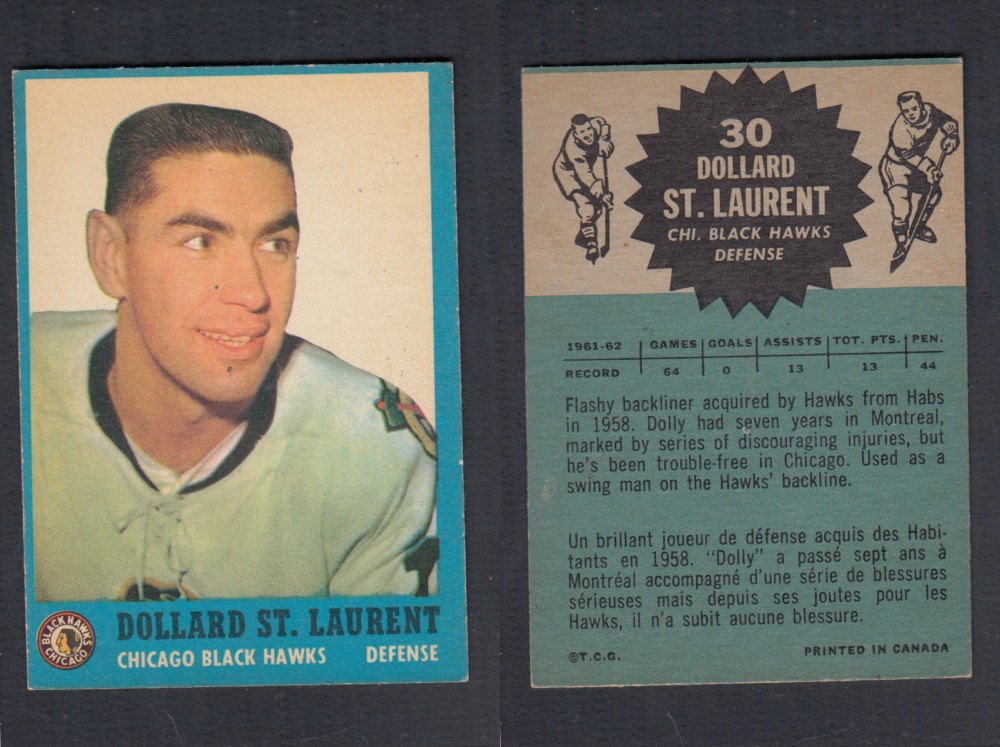 BLACK HAWKS
CHICAGO
DOLLARD ST. LAURENT
CHICAGO BLACK HAWKS DEFENSE
30
DOLLARD
ST. LAURENT
CHI. BLACK HAWKS
DEFENSE
1961-62 GAMES GOALS ASSISTS TOT. PTS. PEN.
RECORD 64 0 13 13 44
Flashy backliner acquired by Hawks from Habs
in 1958. Dolly had seven years in Montreal,
marked by series of discouraging injuries, but
he's been trouble-free in Chicago. Used as a
swing man on the Hawks' backline.
Un brillant joueur de défense acquis des Habi-
tants en 1958. "Dolly" a passé sept ans à
Montréal accompagné d'une série de blessures
sérieuses mais depuis ses joutes pour les
Hawks, il n'a subit aucune blessure.
©T.C.G. PRINTED IN CANADA